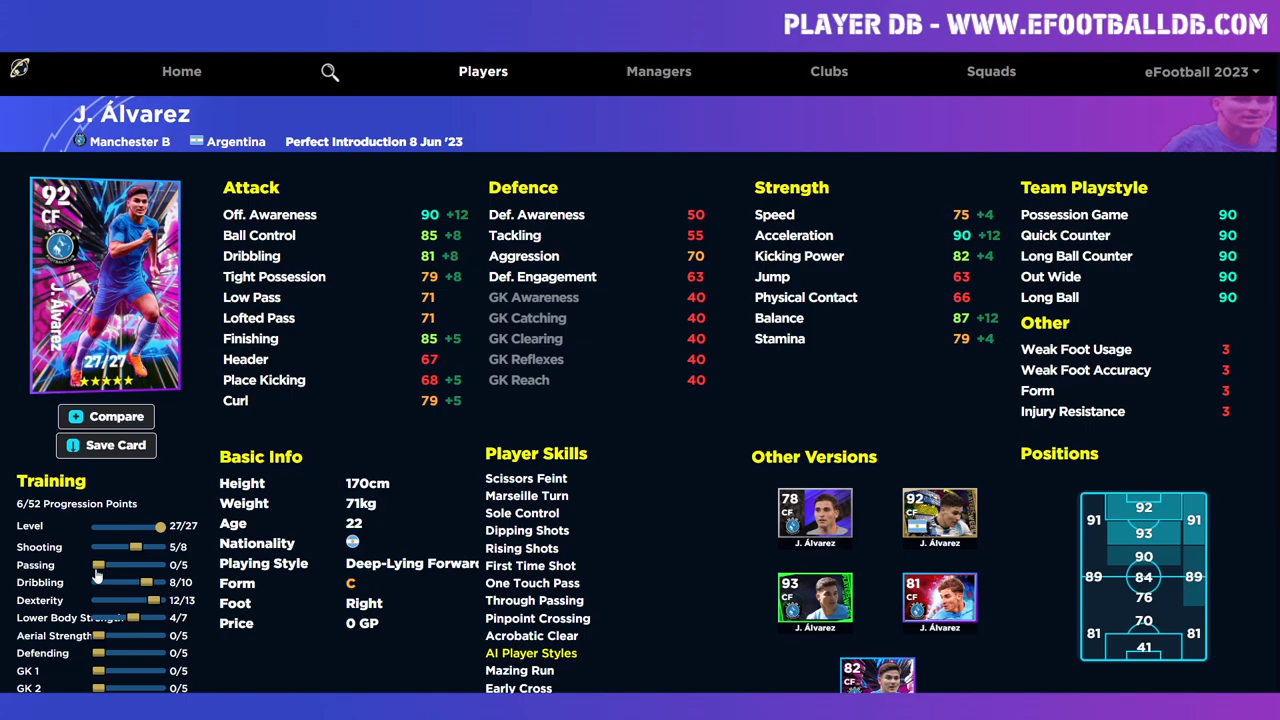 PLAYER DB - WWW.EFOOTBALLDB.COM
Home Players Managers Clubs Squads eFootball 2023
J. Álvarez
Manchester B Argentina Perfect Introduction 8 Jun '23
92
CF
J. Álvarez
27/27
Compare
Save Card
Training
6/52 Progression Points
Level 27/27
Shooting 5/8
Passing 0/5
Dribbling 8/10
Dexterity 12/13
Lower Body Strength 4/7
Aerial Strength 0/5
Defending 0/5
GK 1 0/5
GK 2 0/5
Attack
Off. Awareness 90 +12
Ball Control 85 +8
Dribbling 81 +8
Tight Possession 79 +8
Low Pass 71
Lofted Pass 71
Finishing 85 +5
Header 67
Place Kicking 68 +5
Curl 79 +5
Defence
Def. Awareness 50
Tackling 55
Aggression 70
Def. Engagement 63
GK Awareness 40
GK Catching 40
GK Clearing 40
GK Reflexes 40
GK Reach 40
Strength
Speed 75 +4
Acceleration 90 +12
Kicking Power 82 +4
Jump 63
Physical Contact 66
Balance 87 +12
Stamina 79 +4
Team Playstyle
Possession Game 90
Quick Counter 90
Long Ball Counter 90
Out Wide 90
Long Ball 90
Other
Weak Foot Usage 3
Weak Foot Accuracy 3
Form 3
Injury Resistance 3
Basic Info
Height 170cm
Weight 71kg
Age 22
Nationality
Playing Style Deep-Lying Forward
Form C
Foot Right
Price 0 GP
Player Skills
Scissors Feint
Marseille Turn
Sole Control
Dipping Shots
Rising Shots
First Time Shot
One Touch Pass
Through Passing
Pinpoint Crossing
Acrobatic Clear
AI Player Styles
Mazing Run
Early Cross
Other Versions
78
CF
J. Álvarez
92
CF
J. Álvarez
93
CF
J. Álvarez
81
CF
J. Álvarez
82
CF
Positions
92
91 91
93
90
89 84 89
76
70
81 81
41